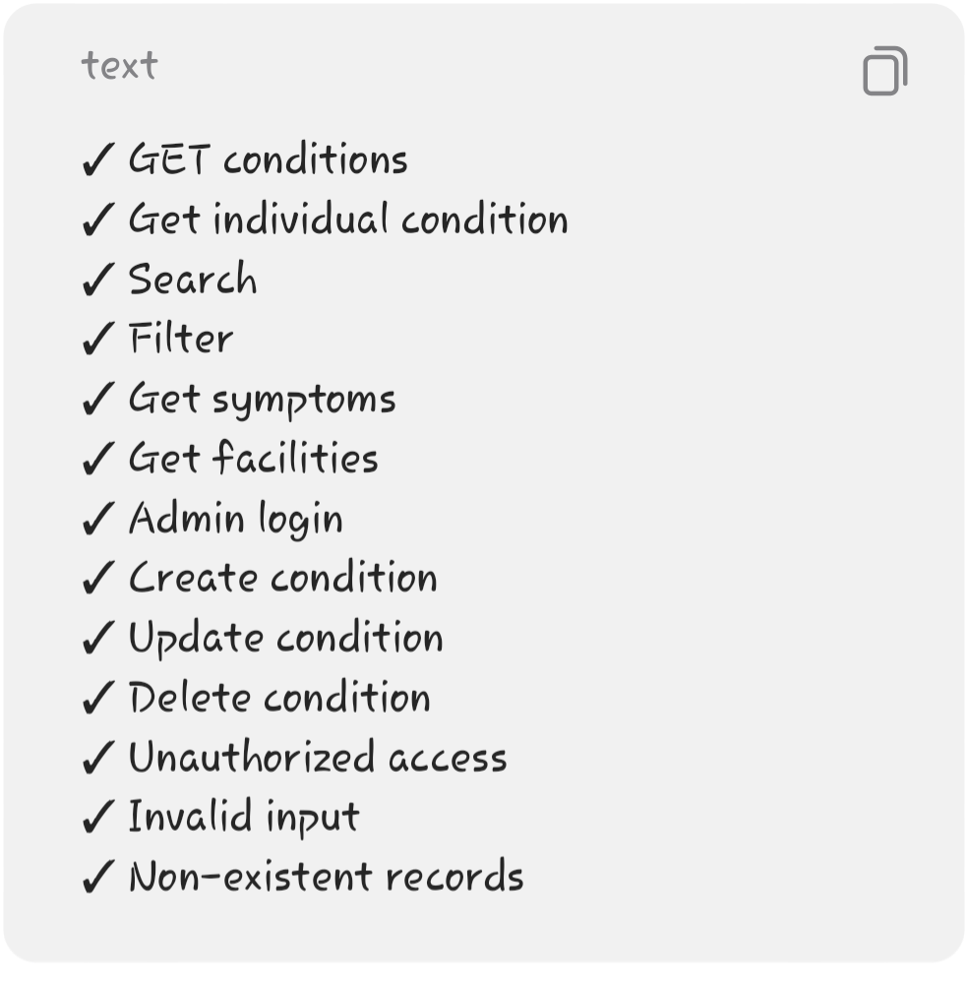 text
✓ GET conditions
✓ Get individual condition
✓ Search
✓ Filter
✓ Get symptoms
✓ Get facilities
✓ Admin login
✓ Create condition
✓ Update condition
✓ Delete condition
✓ Unauthorized access
✓ Invalid input
✓ Non-existent records